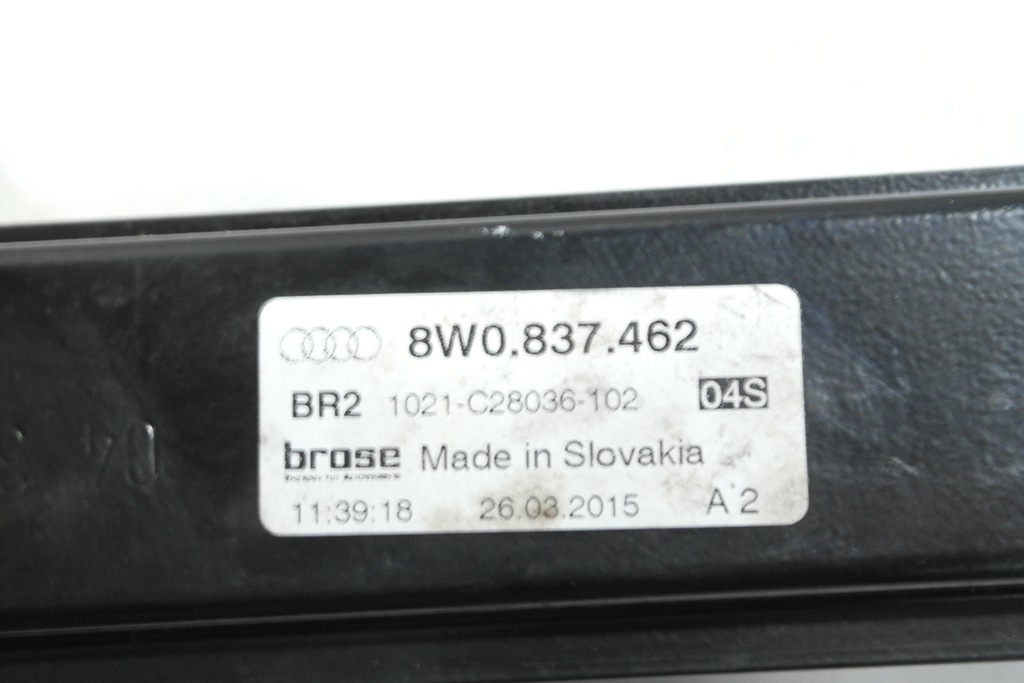 8W0.837.462
BR2 1021-C28036-102 04S
brose Made in Slovakia
11:39:18 26.03.2015 A 2
04